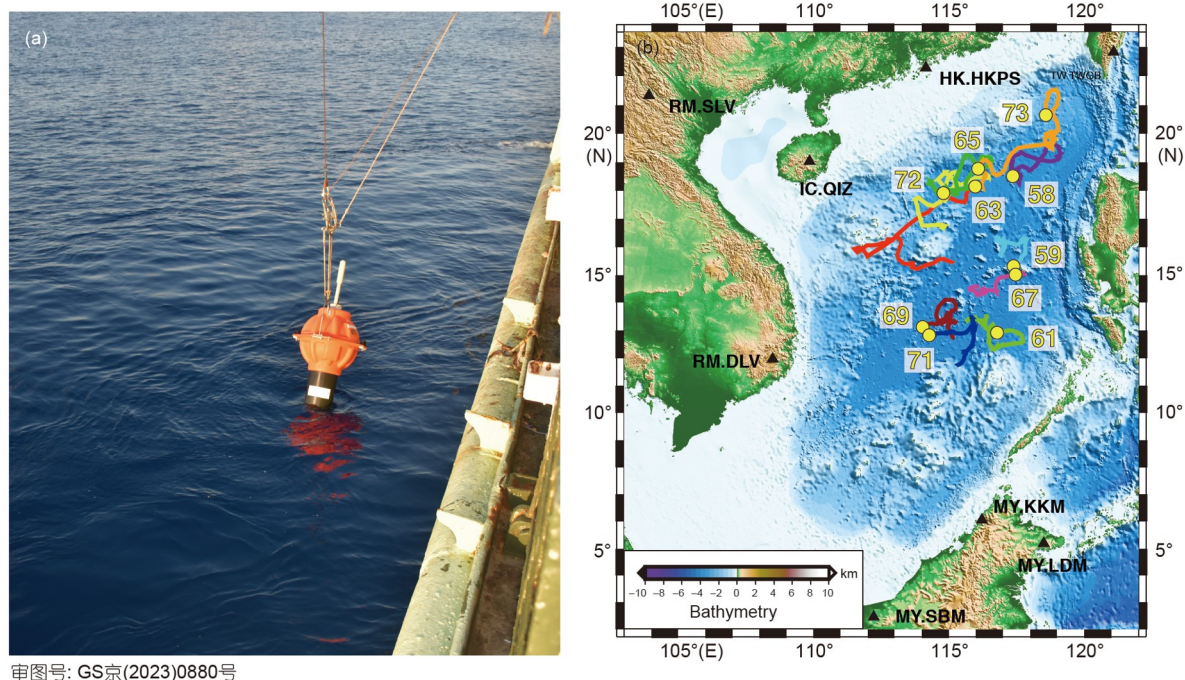 (a)
(b)
105°(E) 110° 115° 120°
HK.HKPS
TW.TWGB
RM.SLV
73
20°
(N)
20°
(N)
65
IC.QIZ
72
58
63
59
15°
15°
67
69
61
71
RM.DLV
10°
10°
MY.KKM
5°
5°
MY.LDM
km
−10 −8 −6 −4 −2 0 2 4 6 8 10
Bathymetry
MY.SBM
105°(E) 110° 115° 120°
审图号: GS京(2023)0880号